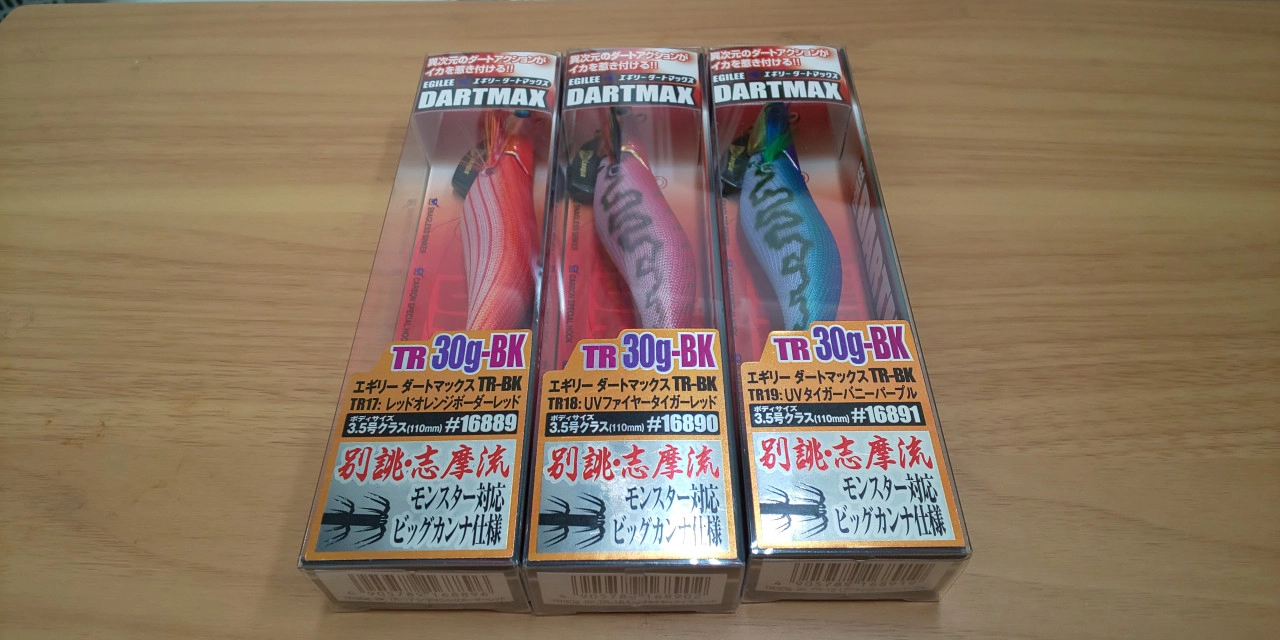 異次元のダートアクションが
イカを惹き付ける!!
EGILEE エギリーダートマックス
DARTMAX
TR 30g-BK
エギリー ダートマックス TR-BK
TR17: レッドオレンジボーダーレッド
ボディサイズ
3.5号クラス(110mm) #16889
別誂・志摩流
モンスター対応
ビッグカンナ仕様
異次元のダートアクションが
イカを惹き付ける!!
EGILEE エギリーダートマックス
DARTMAX
TR 30g-BK
エギリー ダートマックス TR-BK
TR18: UVファイヤータイガーレッド
ボディサイズ
3.5号クラス(110mm) #16890
別誂・志摩流
モンスター対応
ビッグカンナ仕様
異次元のダートアクションが
イカを惹き付ける!!
EGILEE エギリーダートマックス
DARTMAX
TR 30g-BK
エギリー ダートマックス TR-BK
TR19: UVタイガーバニーパープル
ボディサイズ
3.5号クラス(110mm) #16891
別誂・志摩流
モンスター対応
ビッグカンナ仕様